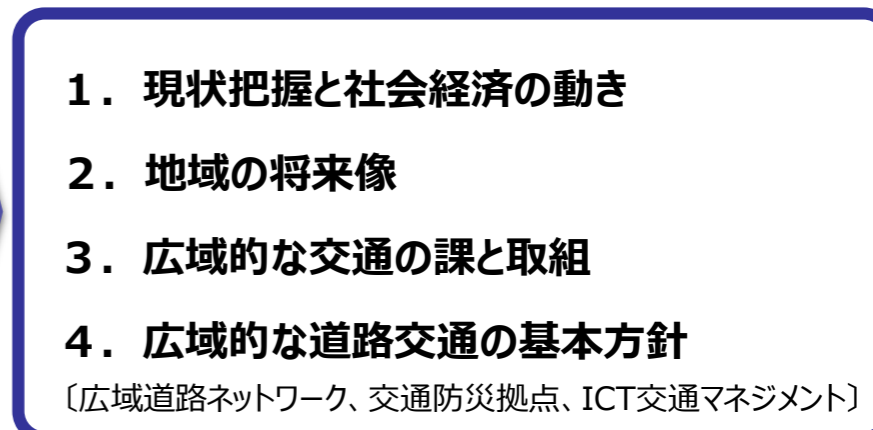 １．現状把握と社会経済の動き
２．地域の将来像
３．広域的な交通の課と取組
４．広域的な道路交通の基本方針
〔広域道路ネットワーク、交通防災拠点、ICT交通マネジメント〕